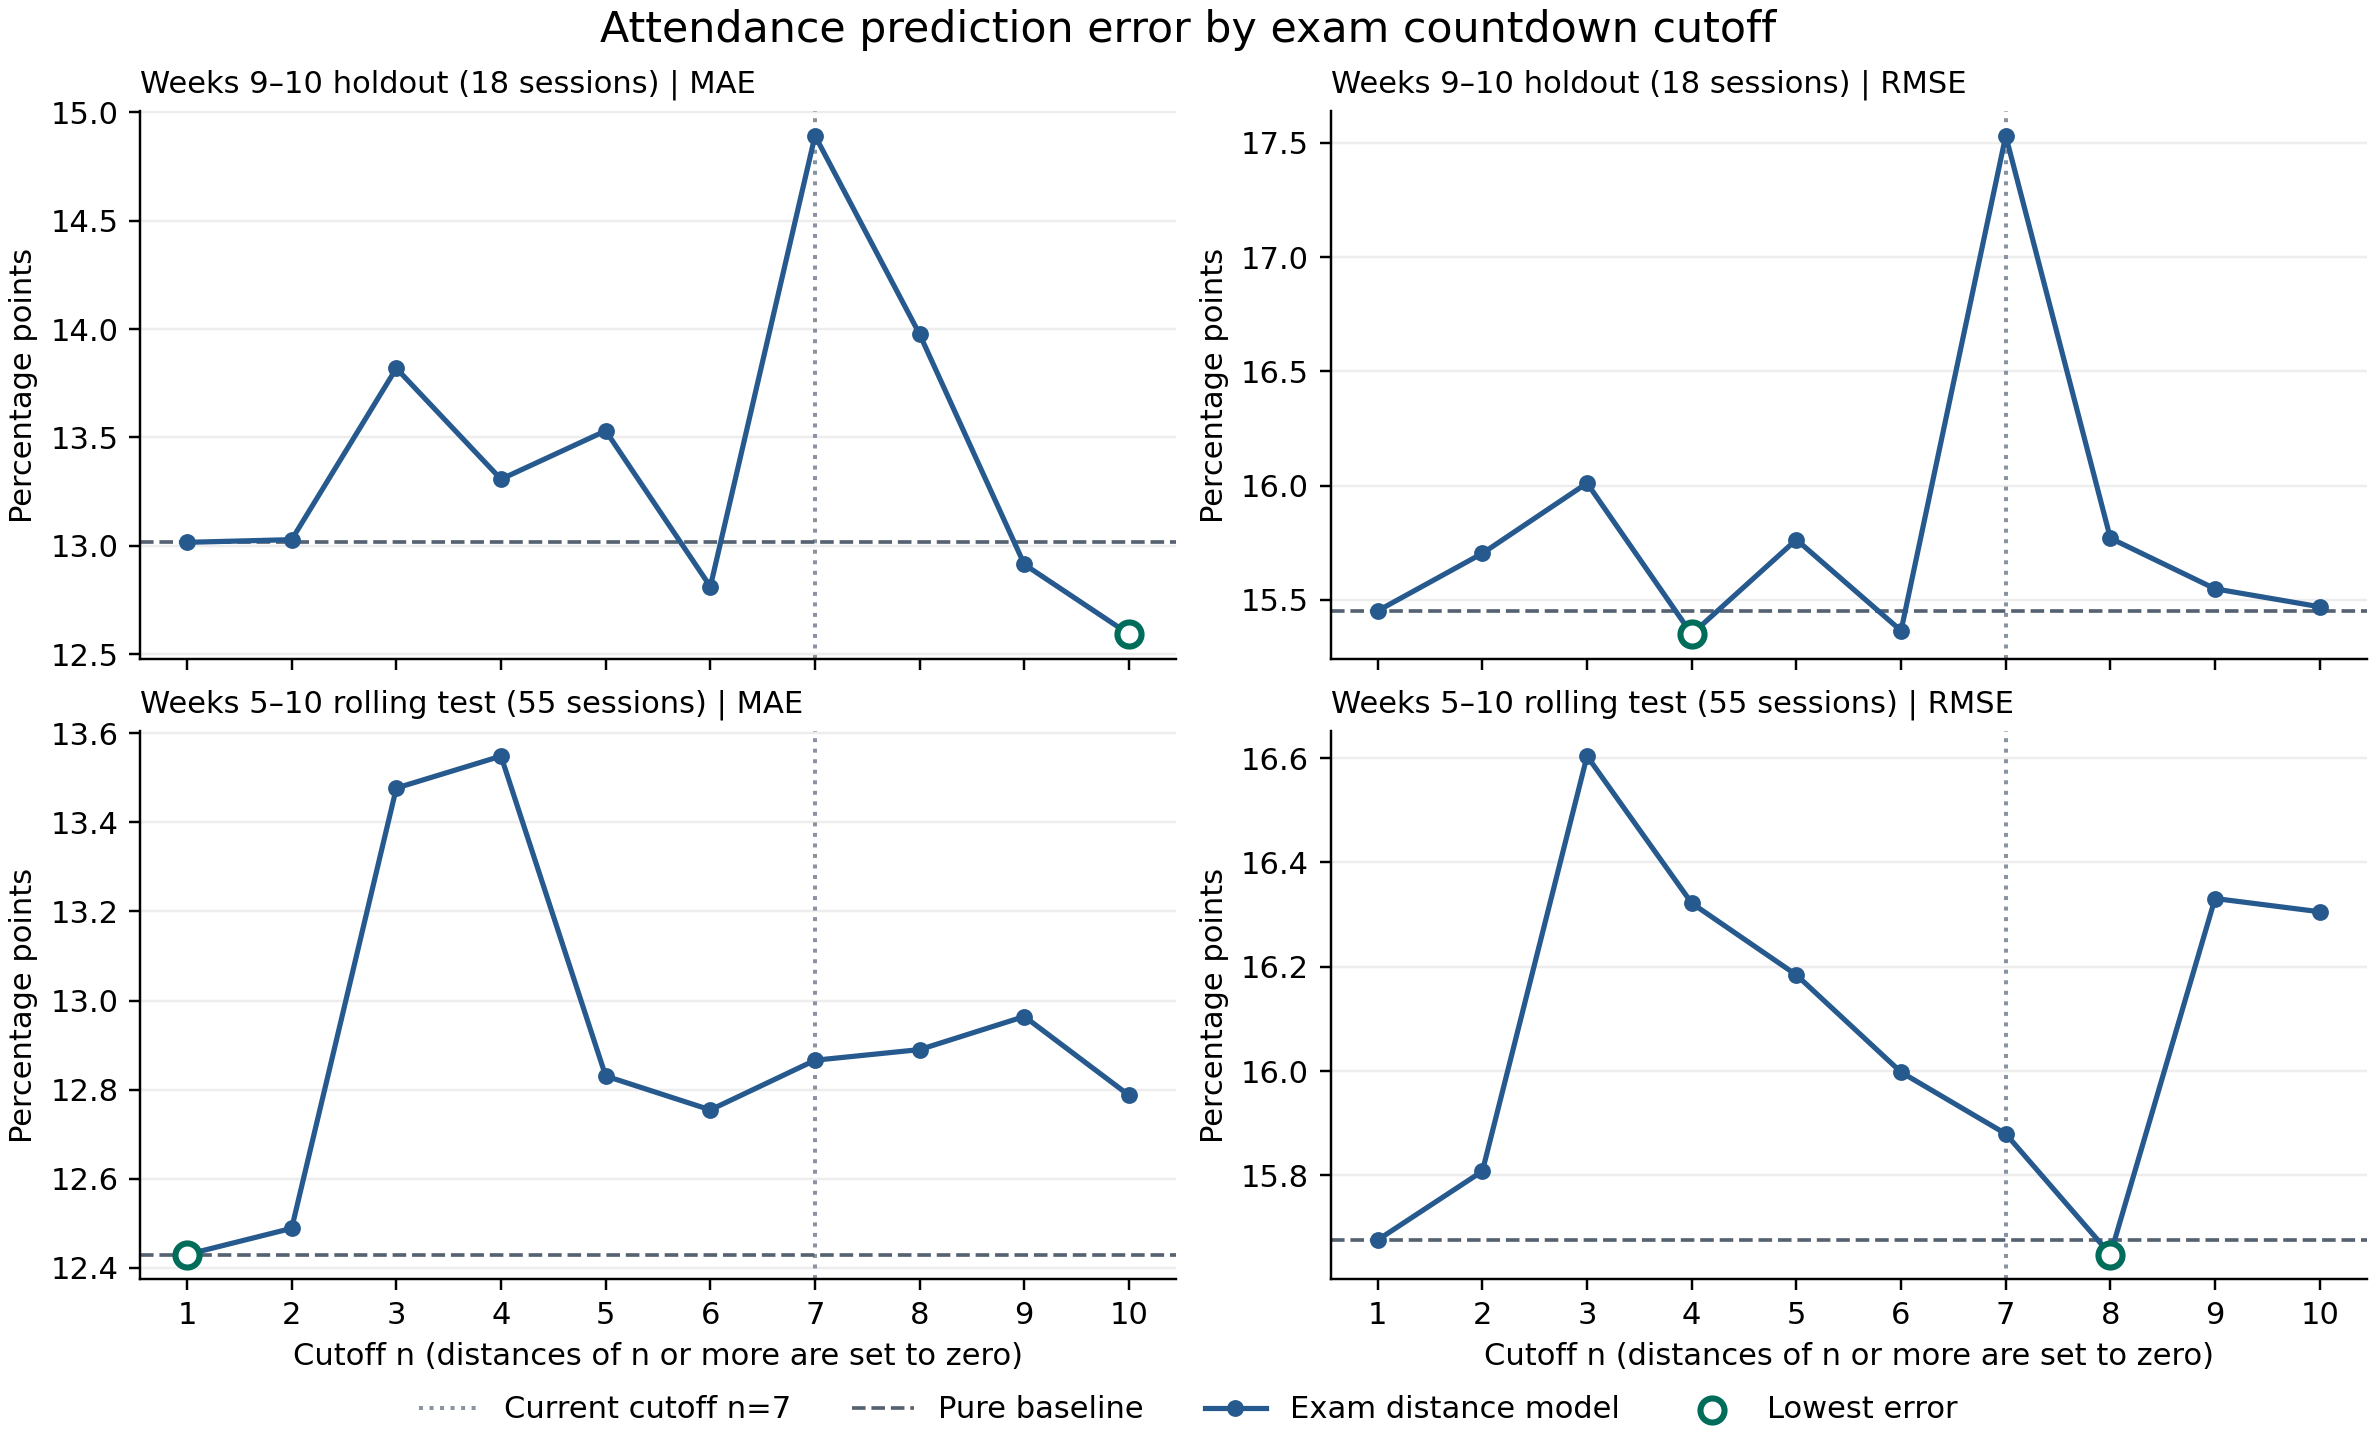 Attendance prediction error by exam countdown cutoff
Weeks 9–10 holdout (18 sessions) | MAE
Percentage points
15.0
14.5
14.0
13.5
13.0
12.5
Weeks 9–10 holdout (18 sessions) | RMSE
Percentage points
17.5
17.0
16.5
16.0
15.5
Weeks 5–10 rolling test (55 sessions) | MAE
Percentage points
13.6
13.4
13.2
13.0
12.8
12.6
12.4
1 2 3 4 5 6 7 8 9 10
Cutoff n (distances of n or more are set to zero)
Weeks 5–10 rolling test (55 sessions) | RMSE
Percentage points
16.6
16.4
16.2
16.0
15.8
1 2 3 4 5 6 7 8 9 10
Cutoff n (distances of n or more are set to zero)
Current cutoff n=7 Pure baseline Exam distance model Lowest error